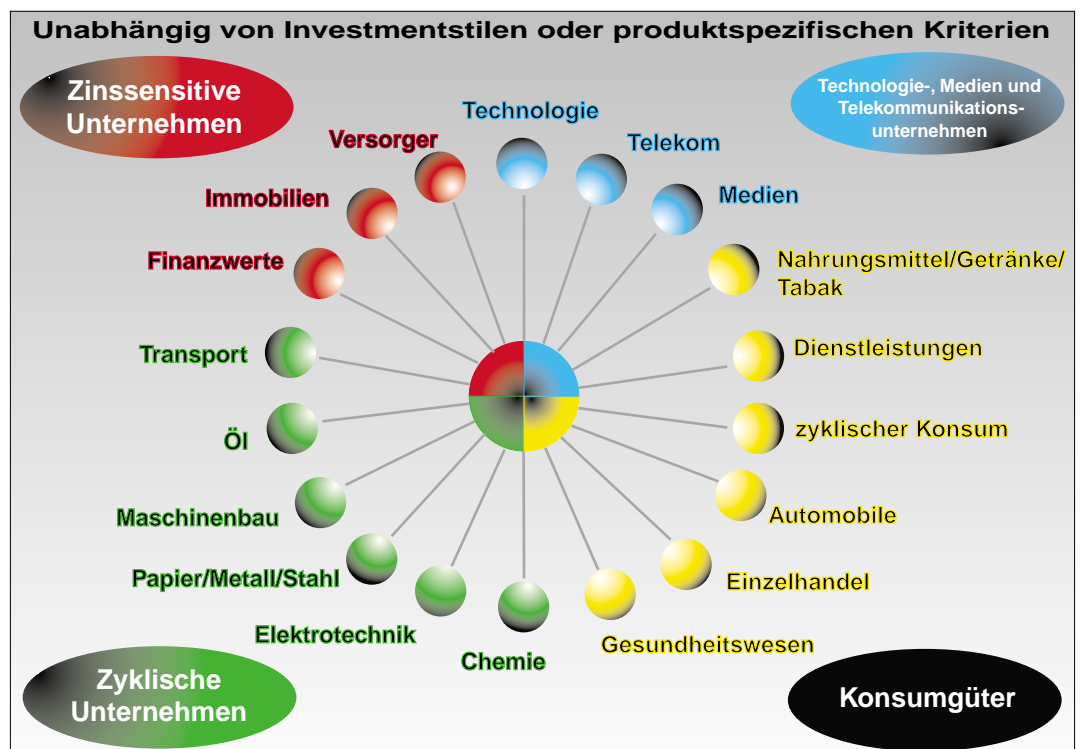 Unabhängig von Investmentstilen oder produktspezifischen Kriterien
Zinssensitive
Unternehmen
Technologie-, Medien und
Telekommunikations-
unternehmen
Technologie
Versorger
Telekom
Immobilien
Medien
Finanzwerte
Nahrungsmittel/Getränke/
Tabak
Transport
Dienstleistungen
Öl
zyklischer Konsum
Maschinenbau
Automobile
Papier/Metall/Stahl
Einzelhandel
Elektrotechnik
Chemie
Gesundheitswesen
Zyklische
Unternehmen
Konsumgüter